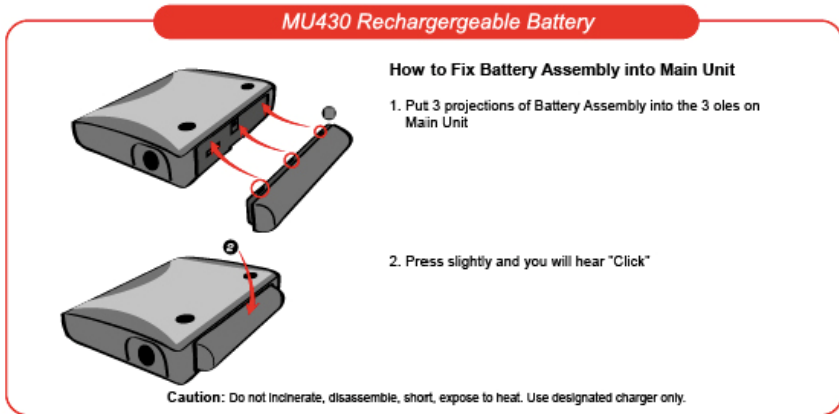 MU430 Rechargergeable Battery
How to Fix Battery Assembly into Main Unit
1. Put 3 projections of Battery Assembly into the 3 oles on
Main Unit
2
2. Press slightly and you will hear "Click"
Caution: Do not incinerate, disassemble, short, expose to heat. Use designated charger only.